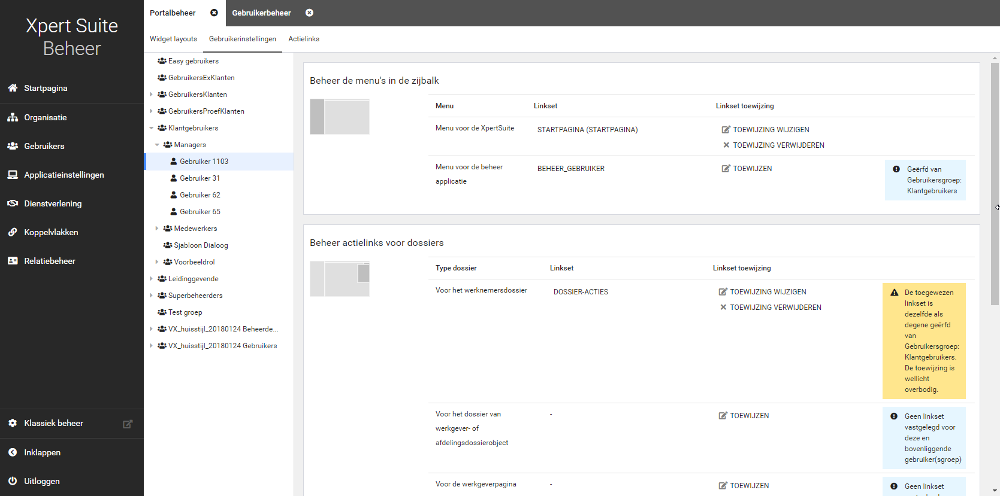 Xpert Suite
Beheer
Startpagina
Organisatie
Gebruikers
Applicatieinstellingen
Dienstverlening
Koppelvlakken
Relatiebeheer
Klassiek beheer
Inklappen
Uitloggen
Portalbeheer
Gebruikerbeheer
Widget layouts
Gebruikerinstellingen
Actielinks
Easy gebruikers
GebruikersExKlanten
GebruikersKlanten
GebruikersProefKlanten
Klantgebruikers
Managers
Gebruiker 1103
Gebruiker 31
Gebruiker 62
Gebruiker 65
Medewerkers
Sjabloon Dialoog
Voorbeeldrol
Leidinggevende
Superbeheerders
Test groep
VX_huisstijl_20180124 Beheerde...
VX_huisstijl_20180124 Gebruikers
Beheer de menu's in de zijbalk
Menu
Linkset
Linkset toewijzing
Menu voor de XpertSuite
STARTPAGINA (STARTPAGINA)
TOEWIJZING WIJZIGEN
TOEWIJZING VERWIJDEREN
Menu voor de beheer
applicatie
BEHEER_GEBRUIKER
TOEWIJZEN
Geërfd van
Gebruikersgroep:
Klantgebruikers
Beheer actielinks voor dossiers
Type dossier
Linkset
Linkset toewijzing
Voor het werknemersdossier
DOSSIER-ACTIES
TOEWIJZING WIJZIGEN
TOEWIJZING VERWIJDEREN
De toegewezen
linkset is
dezelfde als
degene geërfd
van
Gebruikersgroep:
Klantgebruikers.
De toewijzing is
wellicht
overbodig.
Voor het dossier van
werkgever- of
afdelingsdossierobject
-
TOEWIJZEN
Geen linkset
vastgelegd voor
deze en
bovenliggende
gebruiker(sgroep)
Voor de werkgeverpagina
-
TOEWIJZEN
Geen linkset